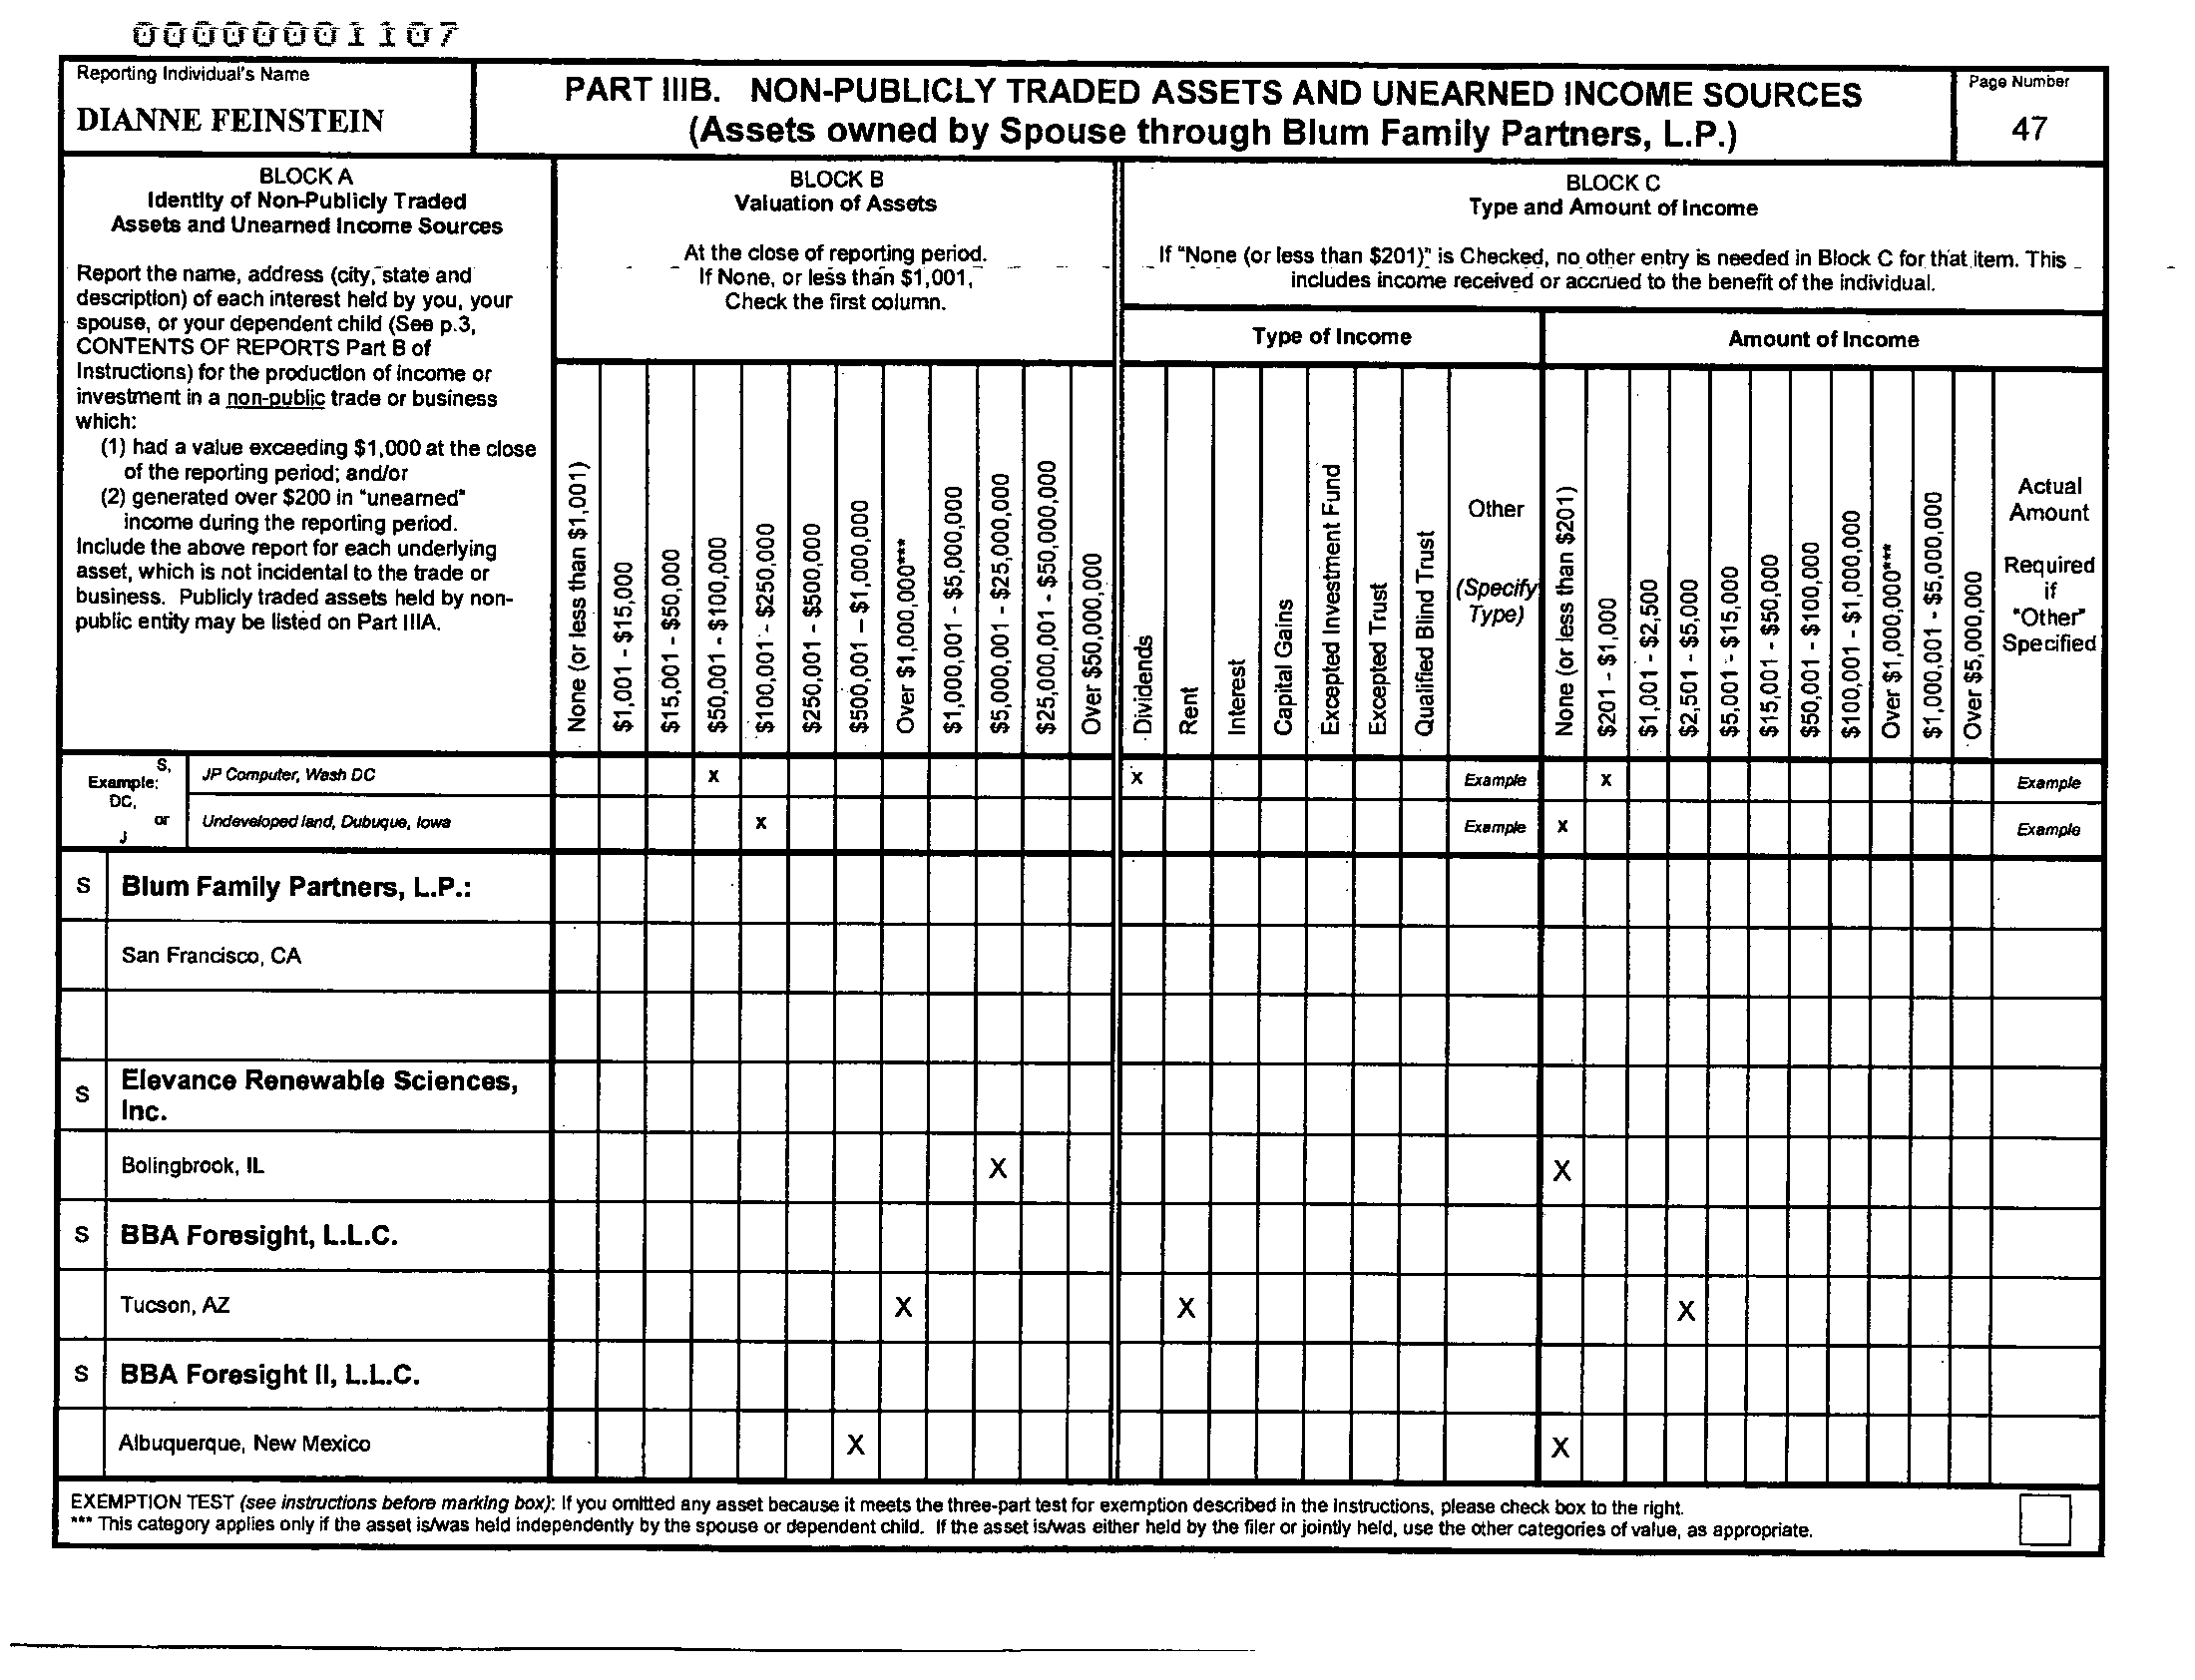 00000001107
Reporting Individual's Name
DIANNE FEINSTEIN
PART IIIB. NON-PUBLICLY TRADED ASSETS AND UNEARNED INCOME SOURCES
(Assets owned by Spouse through Blum Family Partners, L.P.)
Page Number
47
BLOCK A
Identity of Non-Publicly Traded
Assets and Unearned Income Sources
Report the name, address (city, state and
description) of each interest held by you, your
spouse, or your dependent child (See p.3,
CONTENTS OF REPORTS Part B of
Instructions) for the production of income or
investment in a non-public trade or business
which:
(1) had a value exceeding $1,000 at the close
of the reporting period; and/or
(2) generated over $200 in "unearned"
income during the reporting period.
Include the above report for each underlying
asset, which is not incidental to the trade or
business. Publicly traded assets held by non-
public entity may be listed on Part IIIA.
BLOCK B
Valuation of Assets
At the close of reporting period.
If None, or less than $1,001,
Check the first column.
BLOCK C
Type and Amount of Income
If "None (or less than $201)" is Checked, no other entry is needed in Block C for that item. This
includes income received or accrued to the benefit of the individual.
Type of Income
Amount of Income
None (or less than $1,001)
$1,001 - $15,000
$15,001 - $50,000
$50,001 - $100,000
$100,001 - $250,000
$250,001 - $500,000
$500,001 – $1,000,000
Over $1,000,000***
$1,000,001 - $5,000,000
$5,000,001 - $25,000,000
$25,000,001 - $50,000,000
Over $50,000,000
Dividends
Rent
Interest
Capital Gains
Excepted Investment Fund
Excepted Trust
Qualified Blind Trust
Other
(Specify
Type)
None (or less than $201)
$201 - $1,000
$1,001 - $2,500
$2,501 - $5,000
$5,001 - $15,000
$15,001 - $50,000
$50,001 - $100,000
$100,001 - $1,000,000
Over $1,000,000***
$1,000,001 - $5,000,000
Over $5,000,000
Actual
Amount
Required
if
"Other"
Specified
S,
Example:
DC,
or
J
JP Computer, Wash DC X X Example X Example
Undeveloped land, Dubuque, Iowa X Example X Example
S Blum Family Partners, L.P.:
San Francisco, CA
S Elevance Renewable Sciences,
Inc.
Bolingbrook, IL X X
S BBA Foresight, L.L.C.
Tucson, AZ X X X
S BBA Foresight II, L.L.C.
Albuquerque, New Mexico X X
EXEMPTION TEST (see instructions before marking box): If you omitted any asset because it meets the three-part test for exemption described in the instructions, please check box to the right.
*** This category applies only if the asset is/was held independently by the spouse or dependent child. If the asset is/was either held by the filer or jointly held, use the other categories of value, as appropriate.